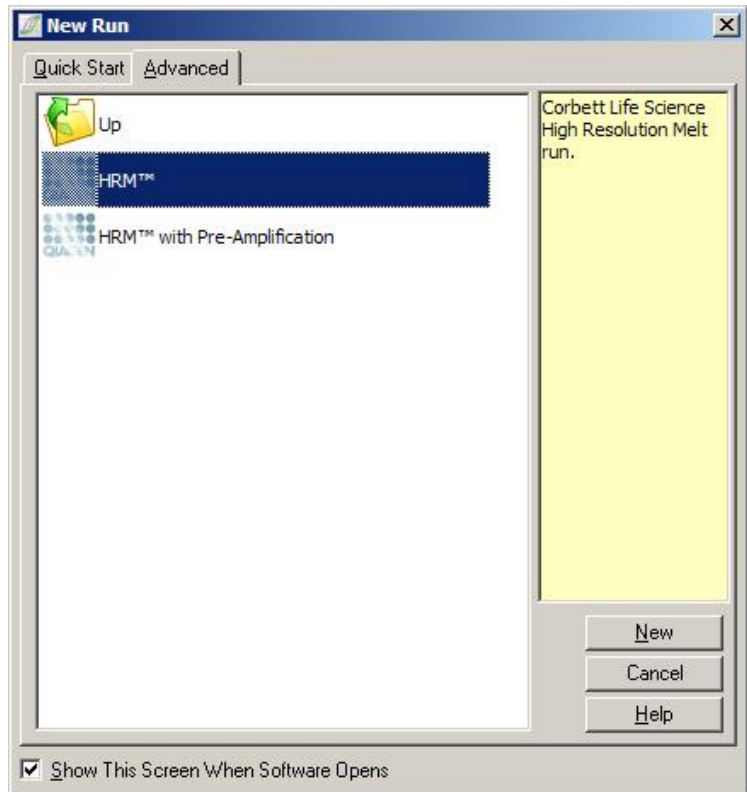 New Run
Quick Start Advanced
Up
HRM™
QIAGEN HRM™ with Pre-Amplification
Corbett Life Science
High Resolution Melt
run.
New
Cancel
Help
Show This Screen When Software Opens